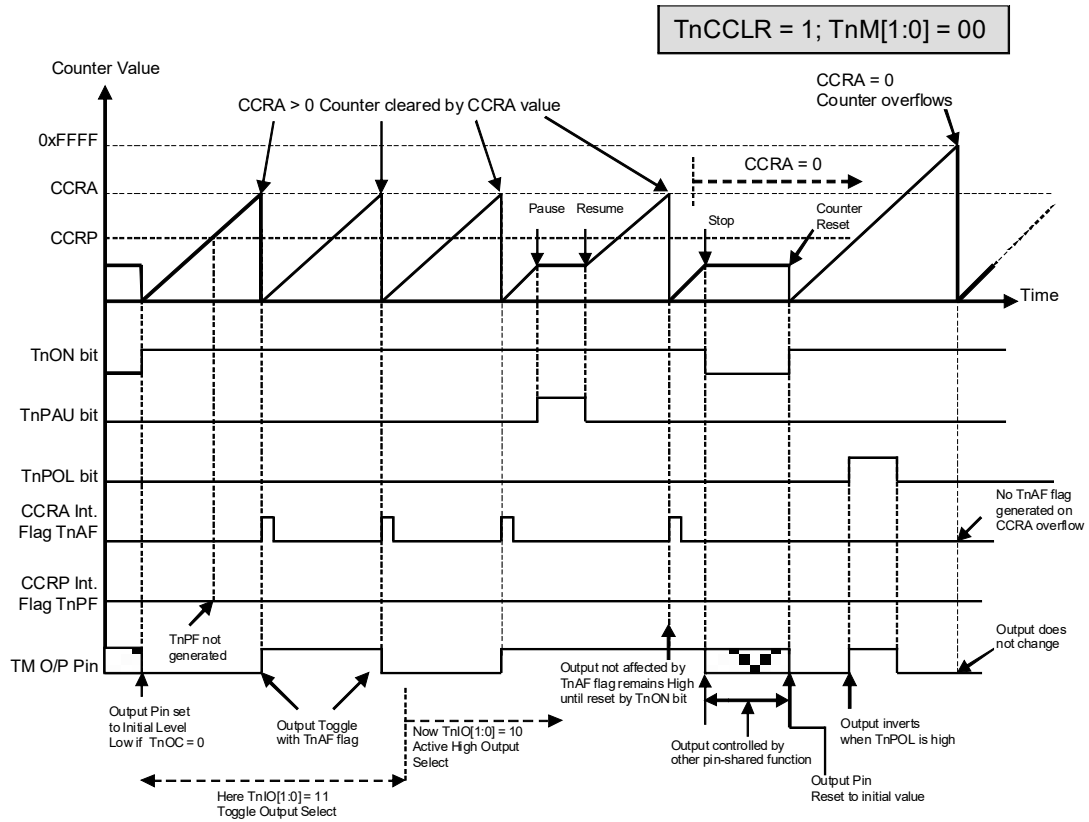 TnCCLR = 1; TnM[1:0] = 00
Counter Value
CCRA > 0 Counter cleared by CCRA value
CCRA = 0
Counter overflows
0xFFFF
CCRA = 0
CCRA
Pause
Resume
Stop
Counter
Reset
CCRP
Time
TnON bit
TnPAU bit
TnPOL bit
CCRA Int.
Flag TnAF
No TnAF flag
generated on
CCRA overflow
CCRP Int.
Flag TnPF
TnPF not
generated
TM O/P Pin
Output does
not change
Output not affected by
TnAF flag remains High
until reset by TnON bit
Output Pin set
to Initial Level
Low if TnOC = 0
Output Toggle
with TnAF flag
Now TnIO[1:0] = 10
Active High Output
Select
Output controlled by
other pin-shared function
Output inverts
when TnPOL is high
Output Pin
Reset to initial value
Here TnIO[1:0] = 11
Toggle Output Select